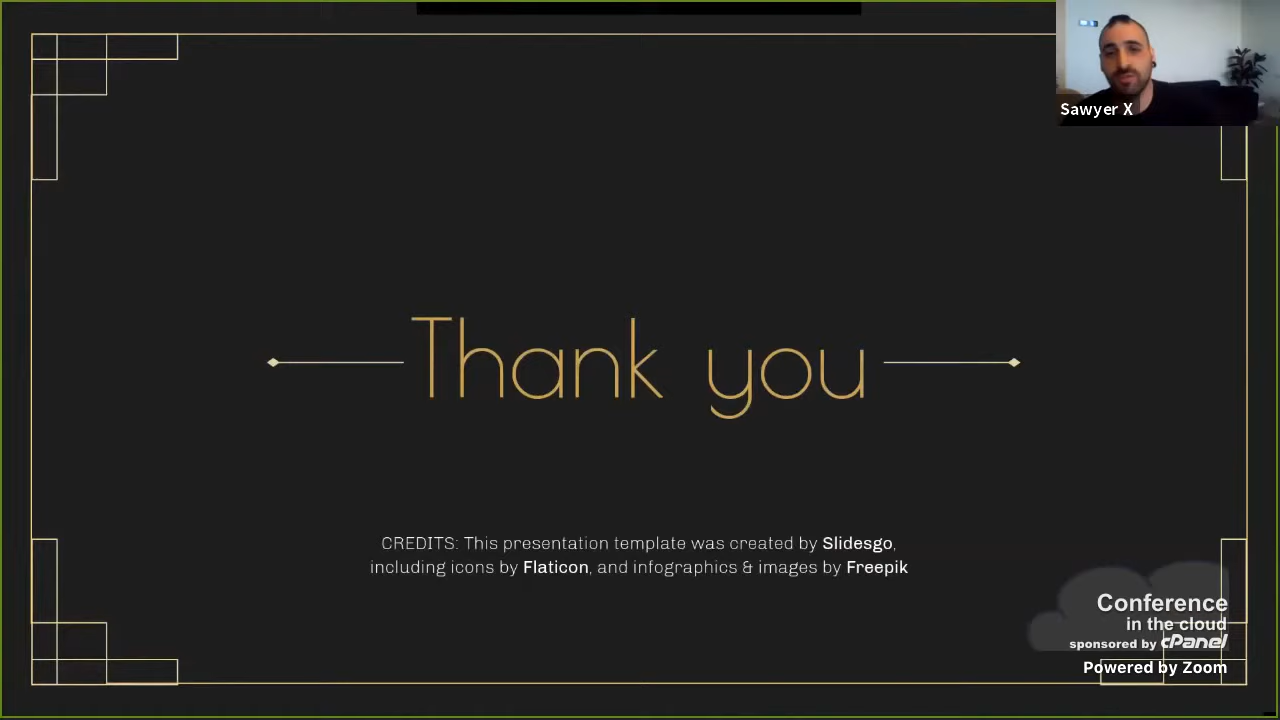 Sawyer X
Thank you
CREDITS: This presentation template was created by Slidesgo,
including icons by Flaticon, and infographics & images by Freepik
Conference
in the cloud
sponsored by cPanel
Powered by Zoom